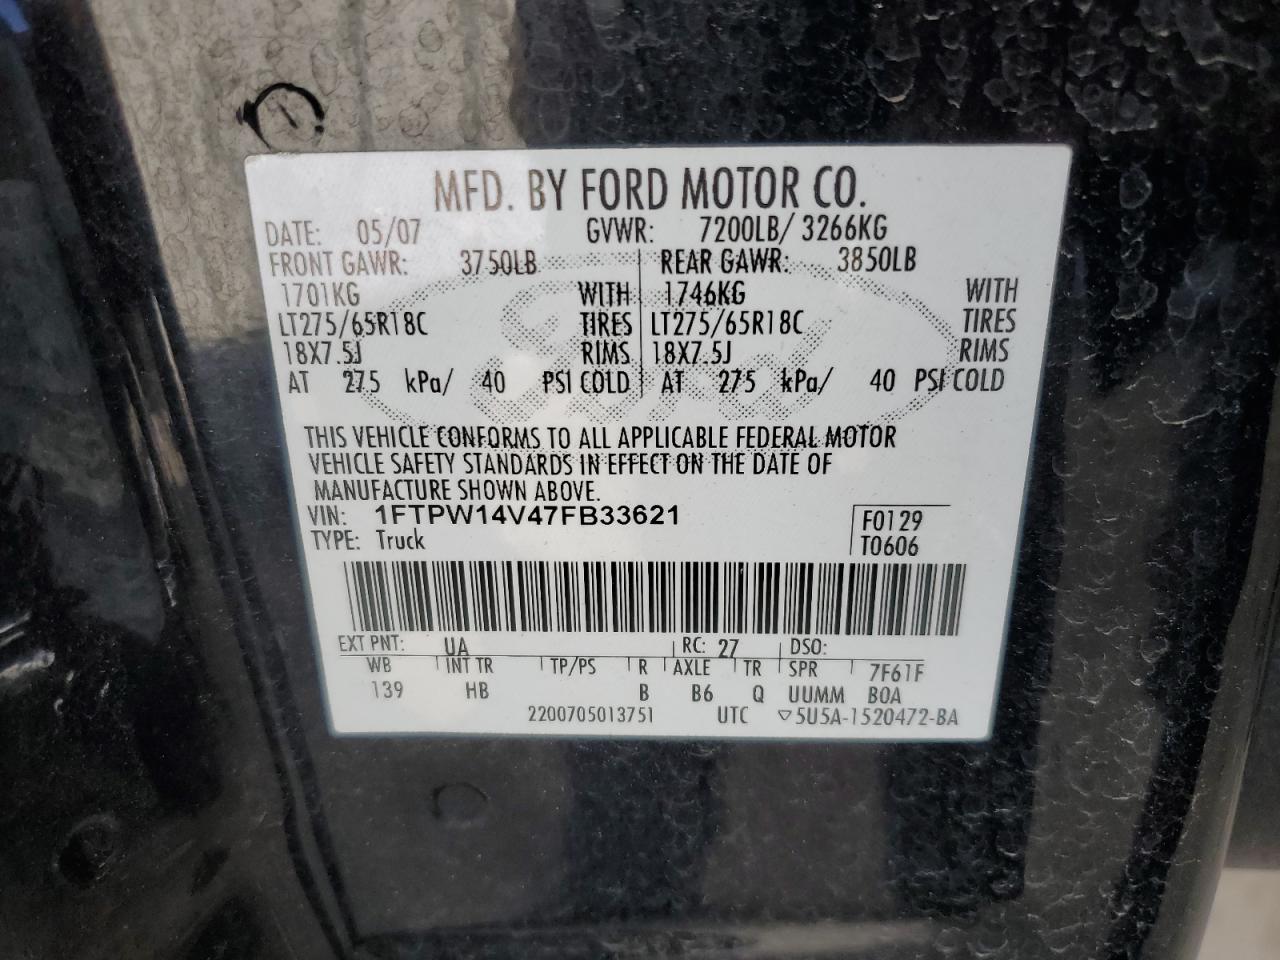 MFD. BY FORD MOTOR CO.
DATE: 05/07 GVWR: 7200LB/ 3266KG
FRONT GAWR: 3750LB REAR GAWR: 3850LB
1701KG WITH 1746KG WITH
LT275/65R18C TIRES LT275/65R18C TIRES
18X7.5J RIMS 18X7.5J RIMS
AT 275 kPa/ 40 PSI COLD AT 275 kPa/ 40 PSI COLD
THIS VEHICLE CONFORMS TO ALL APPLICABLE FEDERAL MOTOR
VEHICLE SAFETY STANDARDS IN EFFECT ON THE DATE OF
MANUFACTURE SHOWN ABOVE.
VIN: 1FTPW14V47FB33621 F0129
TYPE: Truck T0606
EXT PNT: UA RC: 27 DSO:
WB INT TR TP/PS R AXLE TR SPR 7F61F
139 HB B B6 Q UUMM B0A
2200705013751 UTC ▽5U5A-1520472-BA